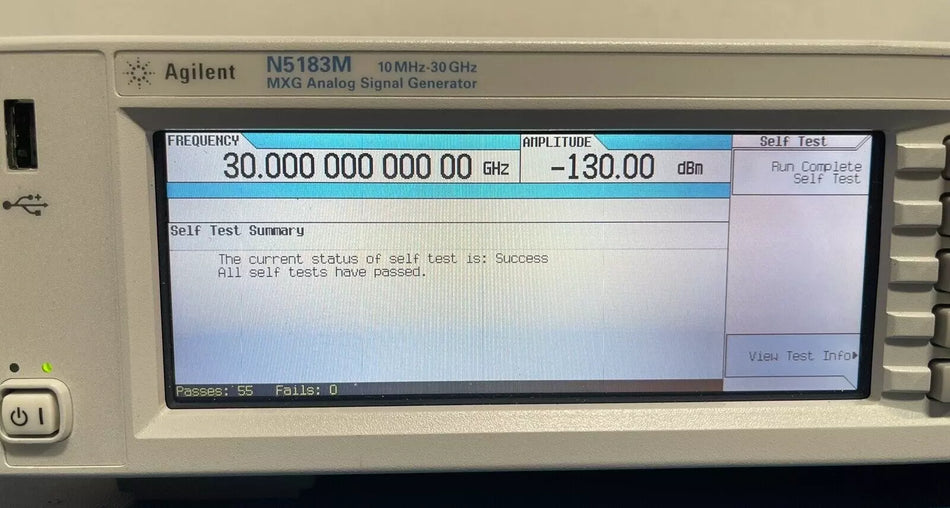 Agilent
N5183M 10 MHz-30 GHz
MXG Analog Signal Generator
FREQUENCY
30.000 000 000 00 GHz
AMPLITUDE
-130.00 dBm
Self Test
Run Complete
Self Test
Self Test Summary
The current status of self test is: Success
All self tests have passed.
View Test Info
Passes: 55 Fails: 0